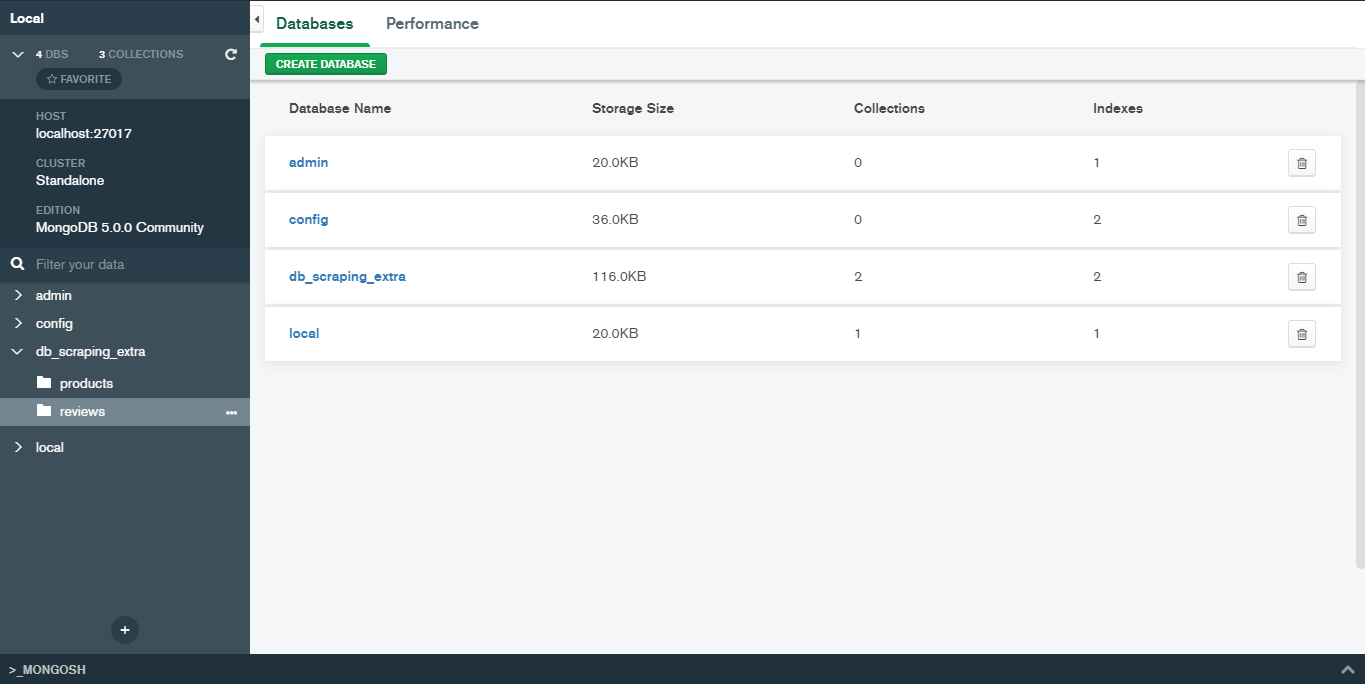 Local
4 DBS 3 COLLECTIONS
FAVORITE
HOST
localhost:27017
CLUSTER
Standalone
EDITION
MongoDB 5.0.0 Community
Filter your data
admin
config
db_scraping_extra
products
reviews
local
Databases Performance
CREATE DATABASE
Database Name Storage Size Collections Indexes
admin 20.0KB 0 1
config 36.0KB 0 2
db_scraping_extra 116.0KB 2 2
local 20.0KB 1 1
>_MONGOSH